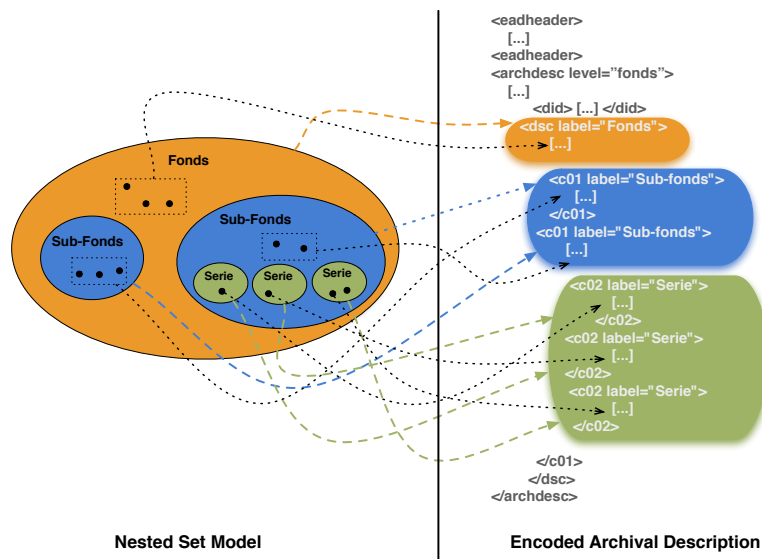 Fonds
Sub-Fonds
Sub-Fonds
Serie
Serie
Serie
Nested Set Model
<eadheader>
[...]
<eadheader>
<archdesc level=”fonds”>
[...]
<did> [...] </did>
<dsc label="Fonds">
[...]
<c01 label="Sub-fonds">
[...]
</c01>
<c01 label="Sub-fonds">
[...]
<c02 label="Serie">
[...]
</c02>
<c02 label="Serie">
[...]
</c02>
<c02 label="Serie">
[...]
</c02>
</c01>
</dsc>
</archdesc>
Encoded Archival Description